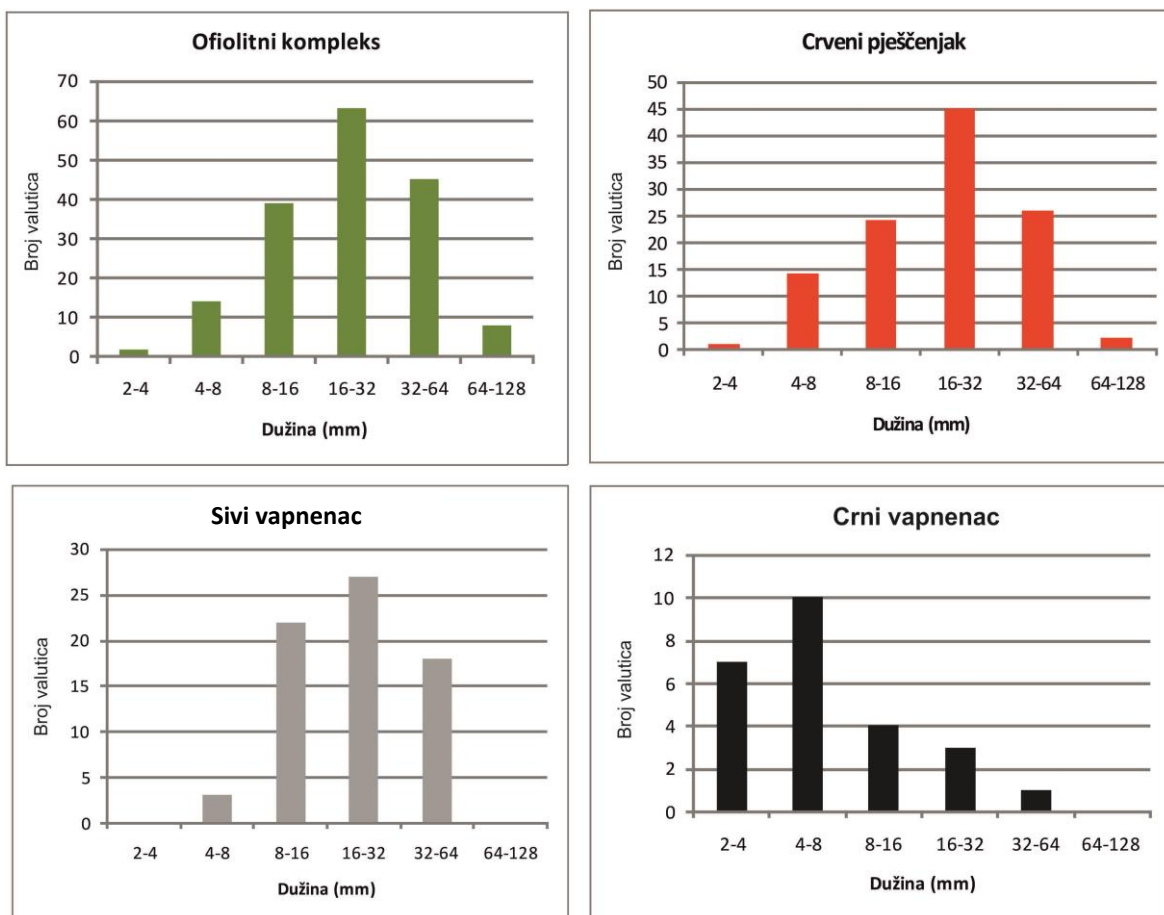 Ofiolitni kompleks
Broj valutica
70
60
50
40
30
20
10
0
2-4 4-8 8-16 16-32 32-64 64-128
Dužina (mm)
Crveni pješčenjak
Broj valutica
50
45
40
35
30
25
20
15
10
5
0
2-4 4-8 8-16 16-32 32-64 64-128
Dužina (mm)
Sivi vapnenac
Broj valutica
30
25
20
15
10
5
0
2-4 4-8 8-16 16-32 32-64 64-128
Dužina (mm)
Crni vapnenac
Broj valutica
12
10
8
6
4
2
0
2-4 4-8 8-16 16-32 32-64 64-128
Dužina (mm)